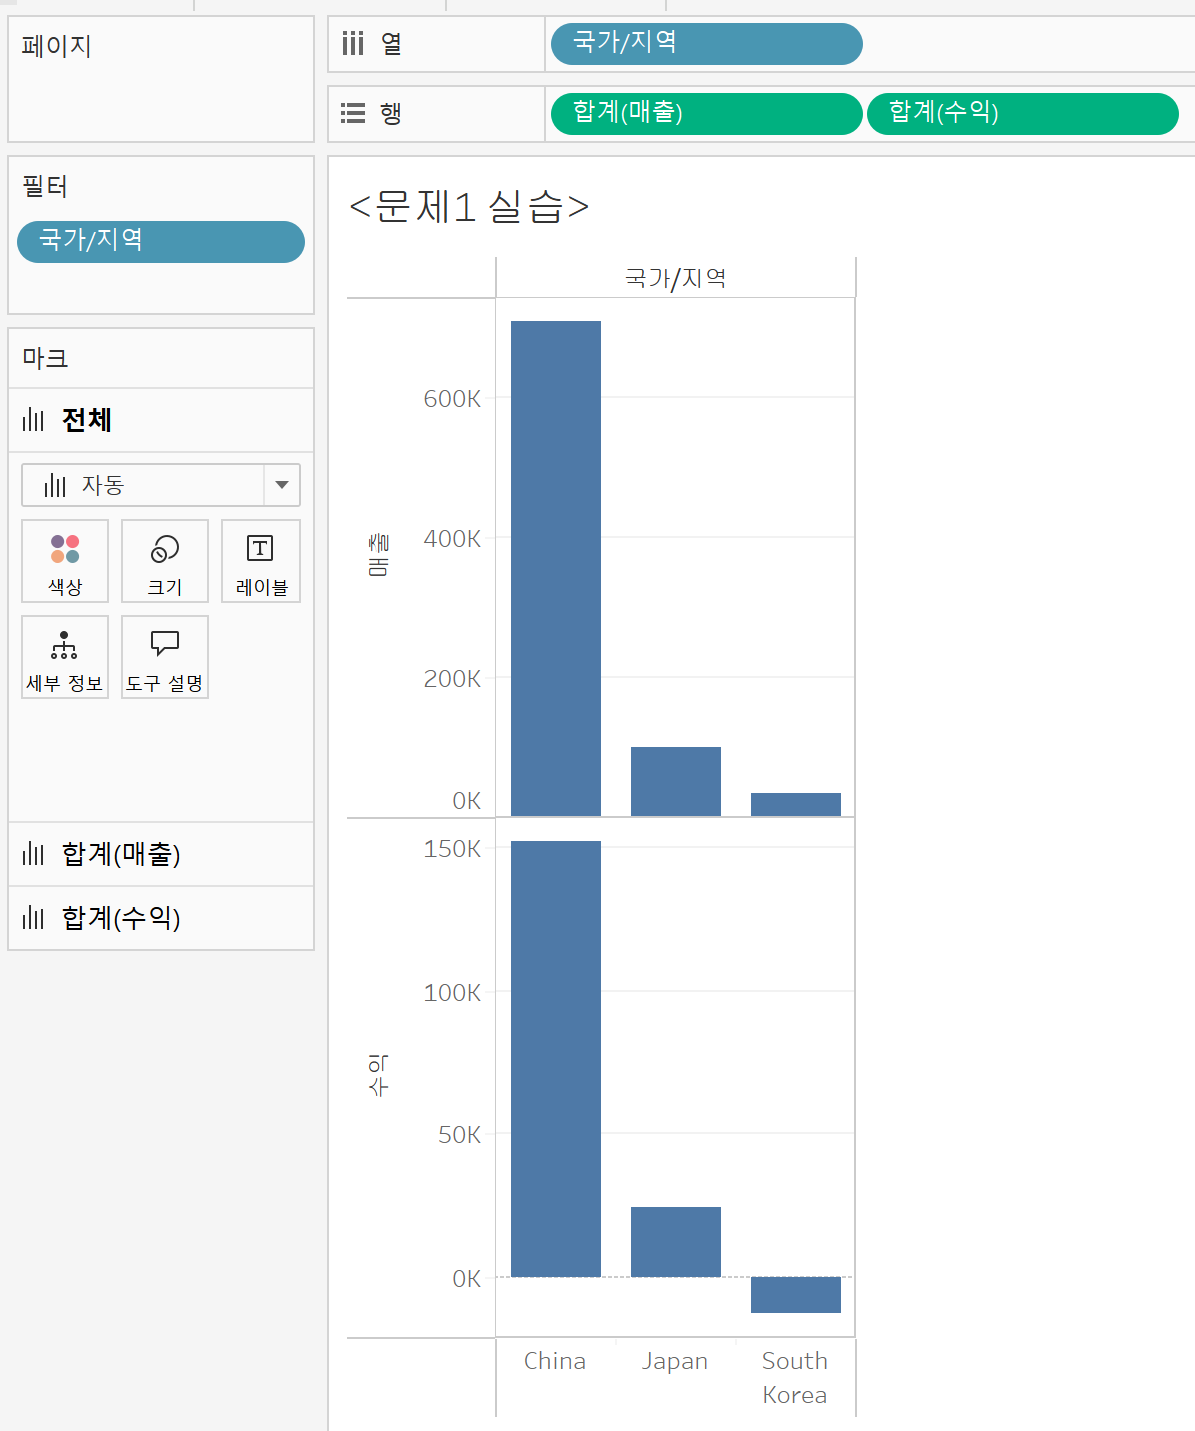 페이지
열
국가/지역
행
합계(매출)
합계(수익)
필터
국가/지역
마크
전체
자동
색상
크기
레이블
세부 정보
도구 설명
합계(매출)
합계(수익)
<문제1 실습>
국가/지역
매출
600K
400K
200K
0K
수익
150K
100K
50K
0K
China
Japan
South
Korea